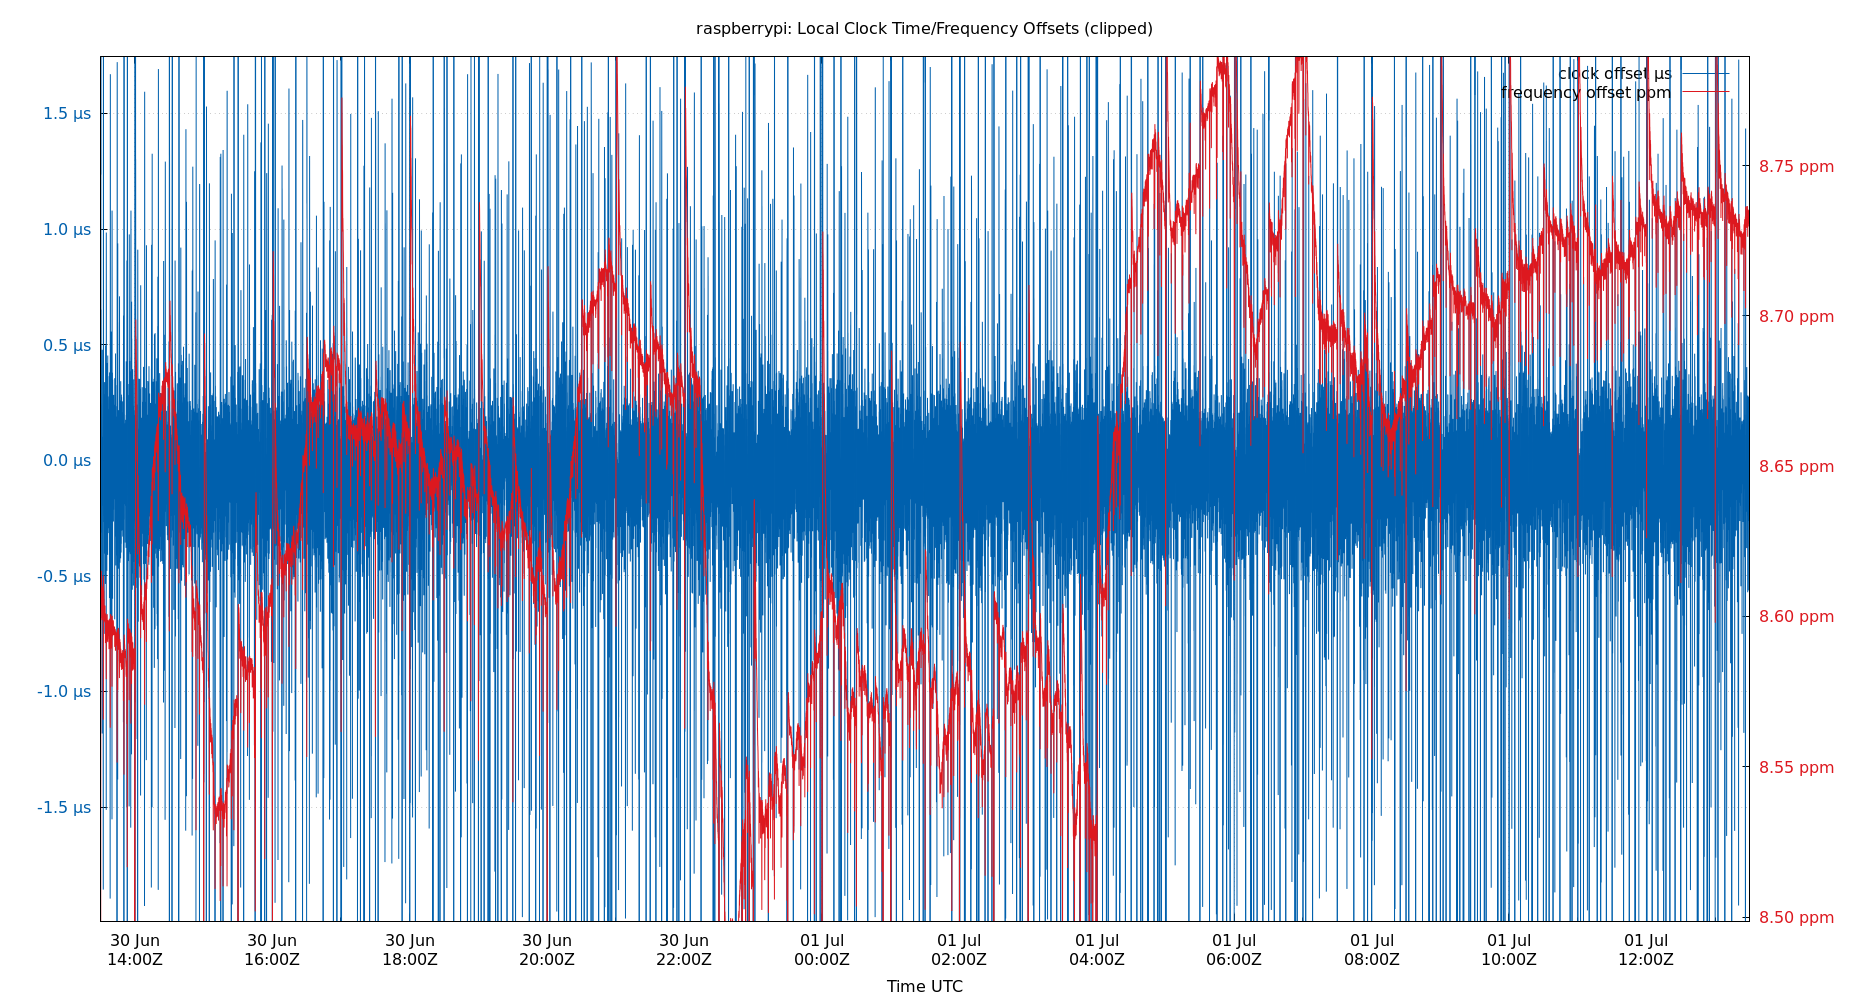 raspberrypi: Local Clock Time/Frequency Offsets (clipped)
clock offset µs
frequency offset ppm
1.5 µs
1.0 µs
0.5 µs
0.0 µs
-0.5 µs
-1.0 µs
-1.5 µs
8.75 ppm
8.70 ppm
8.65 ppm
8.60 ppm
8.55 ppm
8.50 ppm
30 Jun 30 Jun 30 Jun 30 Jun 30 Jun 01 Jul 01 Jul 01 Jul 01 Jul 01 Jul 01 Jul 01 Jul
14:00Z 16:00Z 18:00Z 20:00Z 22:00Z 00:00Z 02:00Z 04:00Z 06:00Z 08:00Z 10:00Z 12:00Z
Time UTC